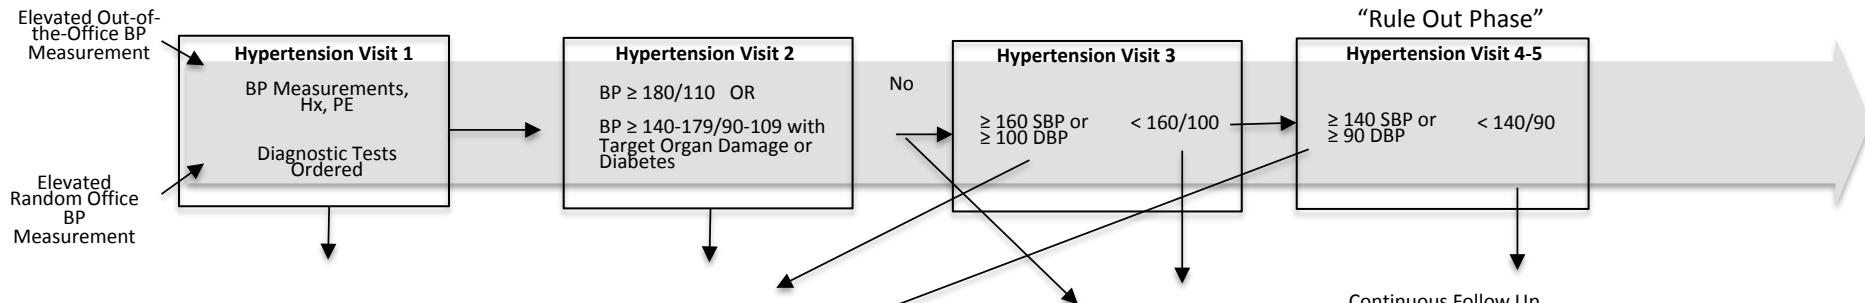 Elevated Out-of-
the-Office BP
Measurement
Elevated
Random Office
BP
Measurement
Hypertension Visit 1
BP Measurements,
Hx, PE
Diagnostic Tests
Ordered
Hypertension Visit 2
BP ≥ 180/110 OR
BP ≥ 140-179/90-109 with
Target Organ Damage or
Diabetes
No
Hypertension Visit 3
≥ 160 SBP or
≥ 100 DBP
< 160/100
“Rule Out Phase”
Hypertension Visit 4-5
≥ 140 SBP or
≥ 90 DBP
< 140/90
Continuous Follow Up